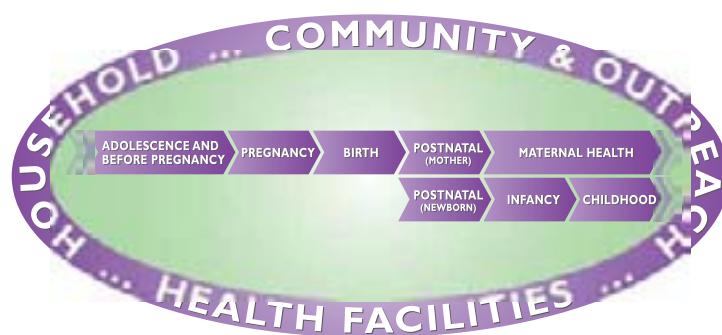 HOUSEHOLD ... COMMUNITY & OUTREACH ... HEALTH FACILITIES ...
ADOLESCENCE AND
BEFORE PREGNANCY
PREGNANCY
BIRTH
POSTNATAL
(MOTHER)
MATERNAL HEALTH
POSTNATAL
(NEWBORN)
INFANCY
CHILDHOOD